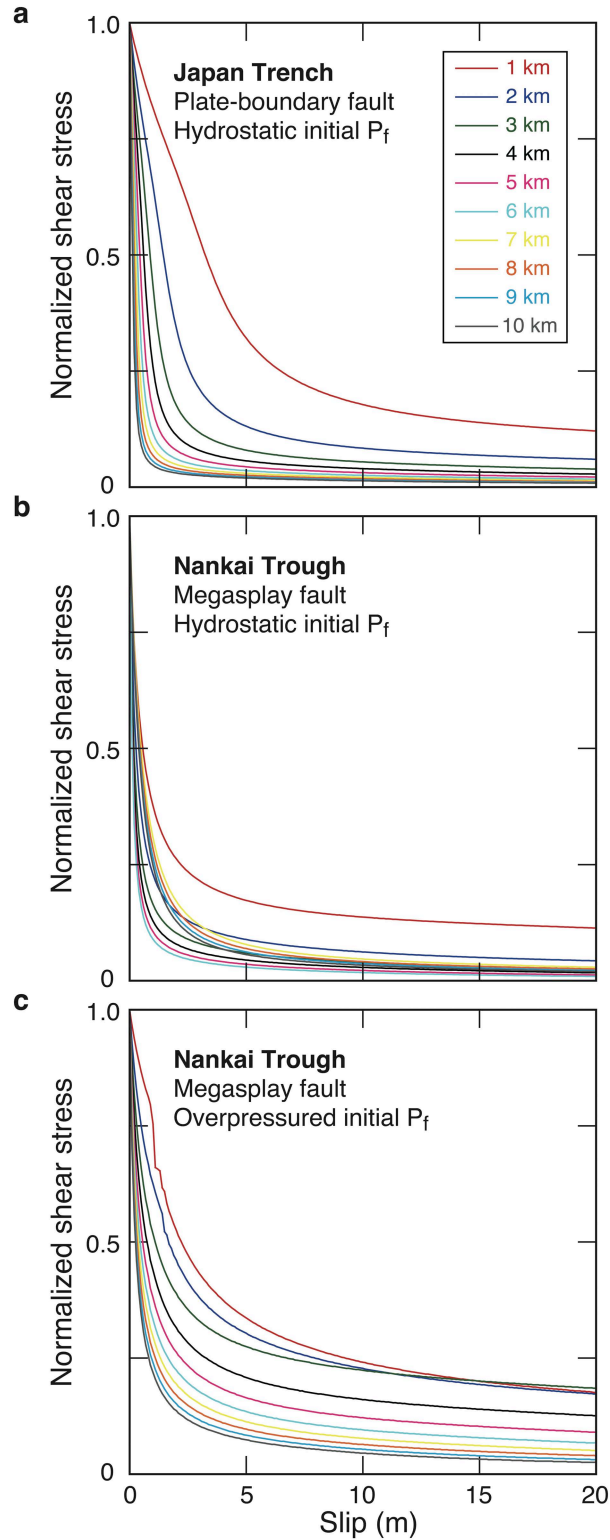 a
1.0
0.5
0
Normalized shear stress
Japan Trench
Plate-boundary fault
Hydrostatic initial Pf
1 km
2 km
3 km
4 km
5 km
6 km
7 km
8 km
9 km
10 km
b
1.0
0.5
0
Normalized shear stress
Nankai Trough
Megasplay fault
Hydrostatic initial Pf
c
1.0
0.5
0
Normalized shear stress
Nankai Trough
Megasplay fault
Overpressured initial Pf
0 5 10 15 20
Slip (m)